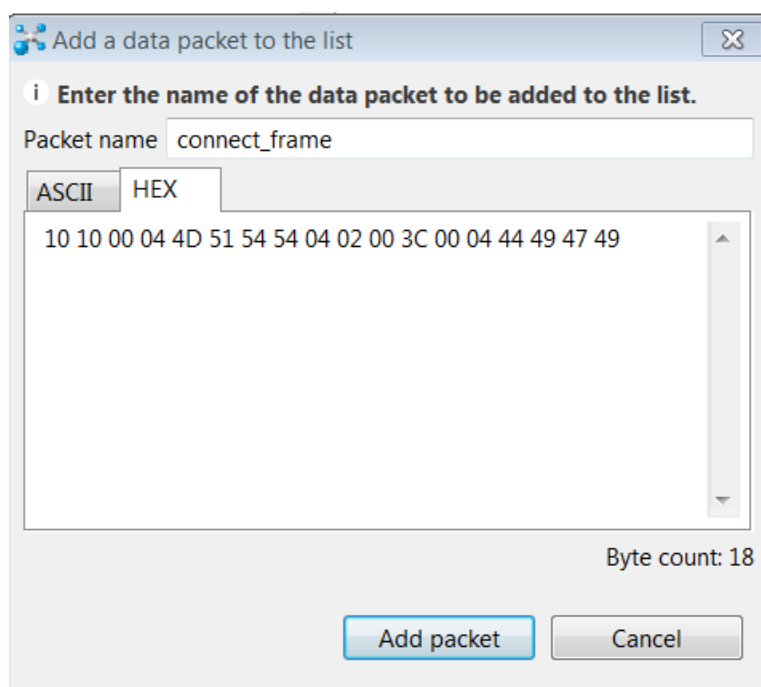 Add a data packet to the list
Enter the name of the data packet to be added to the list.
Packet name connect_frame
ASCII HEX
10 10 00 04 4D 51 54 54 04 02 00 3C 00 04 44 49 47 49
Byte count: 18
Add packet Cancel